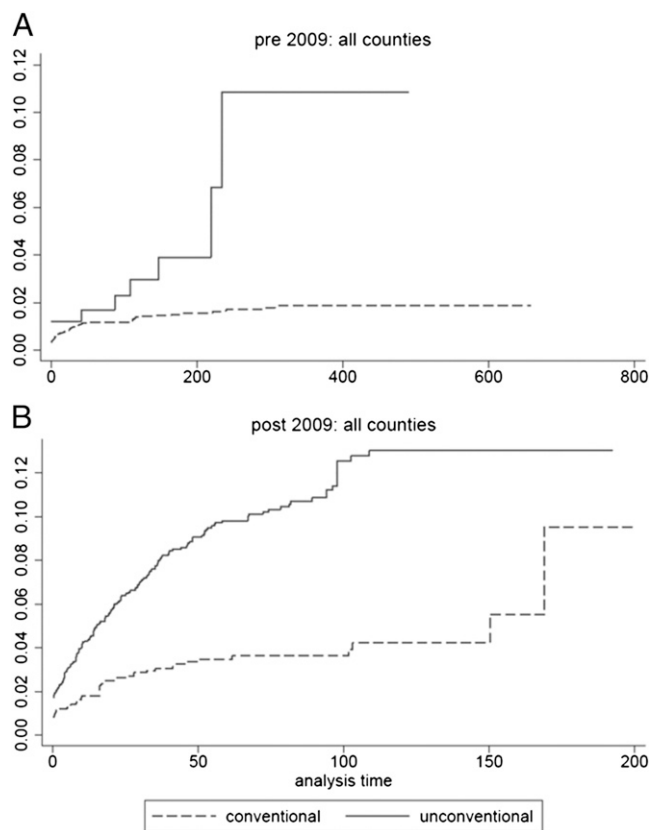 A
pre 2009: all counties
0.12
0.10
0.08
0.06
0.04
0.02
0.00
0 200 400 600 800
B
post 2009: all counties
0.12
0.10
0.08
0.06
0.04
0.02
0.00
0 50 100 150 200
analysis time
conventional unconventional